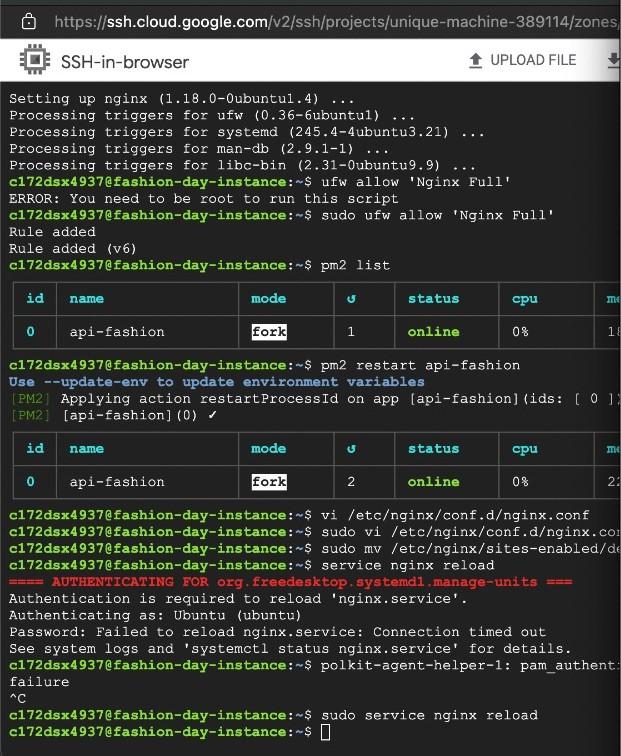 https://ssh.cloud.google.com/v2/ssh/projects/unique-machine-389114/zones/
SSH-in-browser
UPLOAD FILE
Setting up nginx (1.18.0-0ubuntu1.4) ...
Processing triggers for ufw (0.36-6ubuntu1) ...
Processing triggers for systemd (245.4-4ubuntu3.21) ...
Processing triggers for man-db (2.9.1-1) ...
Processing triggers for libc-bin (2.31-0ubuntu9.9) ...
c172dsx4937@fashion-day-instance:~$ ufw allow 'Nginx Full'
ERROR: You need to be root to run this script
c172dsx4937@fashion-day-instance:~$ sudo ufw allow 'Nginx Full'
Rule added
Rule added (v6)
c172dsx4937@fashion-day-instance:~$ pm2 list
id name mode ↺ status cpu
0 api-fashion fork 1 online 0%
c172dsx4937@fashion-day-instance:~$ pm2 restart api-fashion
Use --update-env to update environment variables
[PM2] Applying action restartProcessId on app [api-fashion](ids: [ 0 ])
[PM2] [api-fashion](0) ✓
id name mode ↺ status cpu
0 api-fashion fork 2 online 0%
c172dsx4937@fashion-day-instance:~$ vi /etc/nginx/conf.d/nginx.conf
c172dsx4937@fashion-day-instance:~$ sudo vi /etc/nginx/conf.d/nginx.co
c172dsx4937@fashion-day-instance:~$ sudo mv /etc/nginx/sites-enabled/de
c172dsx4937@fashion-day-instance:~$ service nginx reload
==== AUTHENTICATING FOR org.freedesktop.systemd1.manage-units ===
Authentication is required to reload 'nginx.service'.
Authenticating as: Ubuntu (ubuntu)
Password: Failed to reload nginx.service: Connection timed out
See system logs and 'systemctl status nginx.service' for details.
c172dsx4937@fashion-day-instance:~$ polkit-agent-helper-1: pam_authent
failure
^C
c172dsx4937@fashion-day-instance:~$ sudo service nginx reload
c172dsx4937@fashion-day-instance:~$